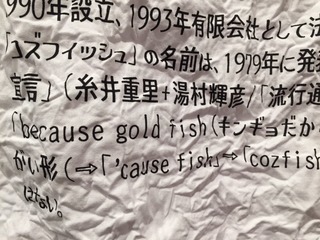 990年設立、1993年有限会社として法
「コズフィッシュ」の名前は、1979年に発表
宣言」(糸井重里+湯村輝彦/「流行通
「because gold fish(キンギョだか
がい形(⇒「'cause fish」⇒「cozfish
はない。